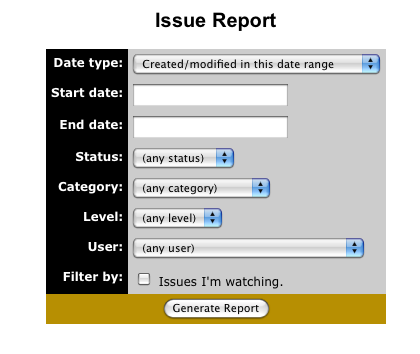 Issue Report
Date type: Created/modified in this date range
Start date:
End date:
Status: (any status)
Category: (any category)
Level: (any level)
User: (any user)
Filter by: Issues I'm watching.
Generate Report